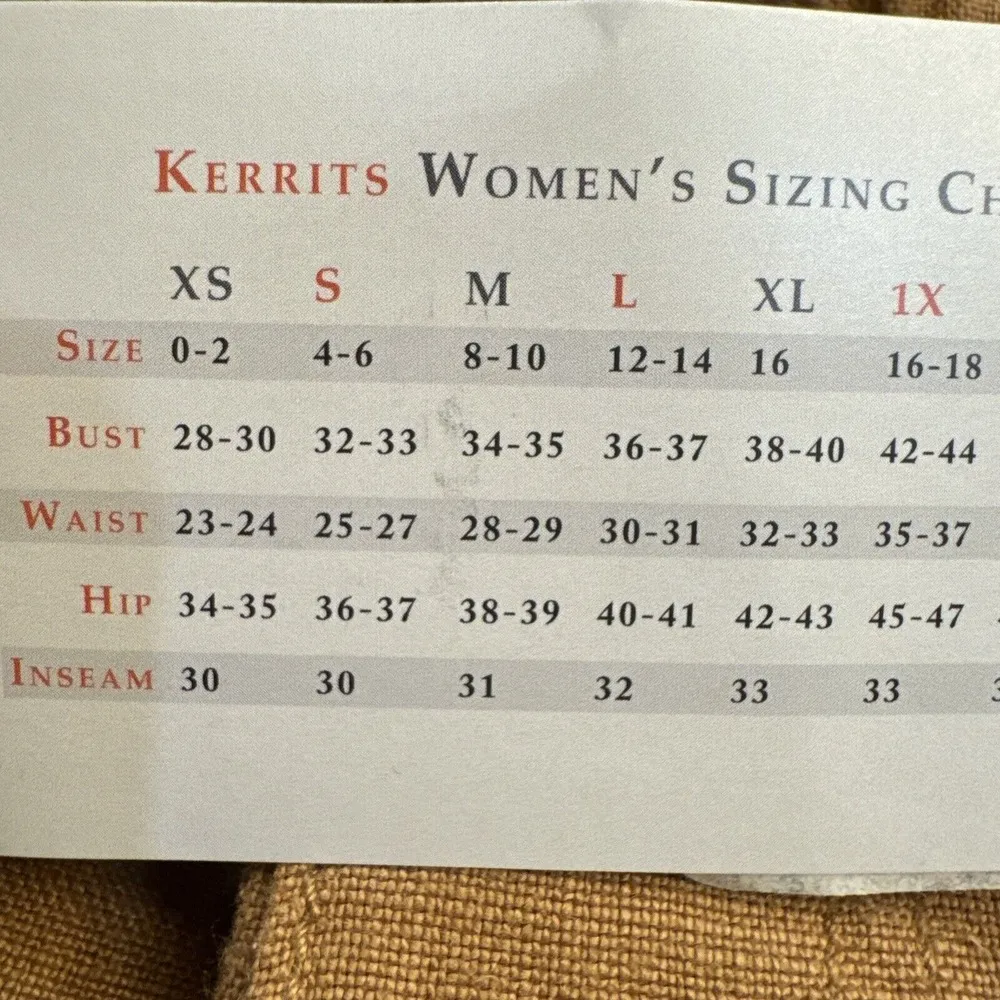 KERRITS WOMEN'S SIZING
XS S M L XL 1X
SIZE 0-2 4-6 8-10 12-14 16 16-18
BUST 28-30 32-33 34-35 36-37 38-40 42-44
WAIST 23-24 25-27 28-29 30-31 32-33 35-37
HIP 34-35 36-37 38-39 40-41 42-43 45-47
INSEAM 30 30 31 32 33 33